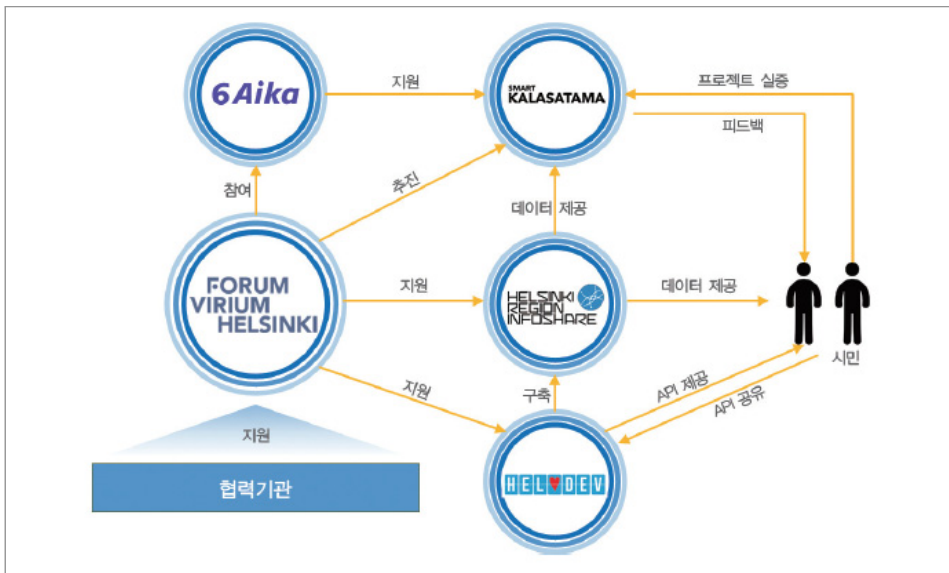 6Aika
지원
SMART
KALASATAMA
프로젝트 실증
피드백
참여
추진
데이터 제공
FORUM
VIRIUM
HELSINKI
지원
HELSINKI
REGION
INFOSHARE
데이터 제공
시민
지원
구축
API 제공
API 공유
지원
협력기관
HEL DEV